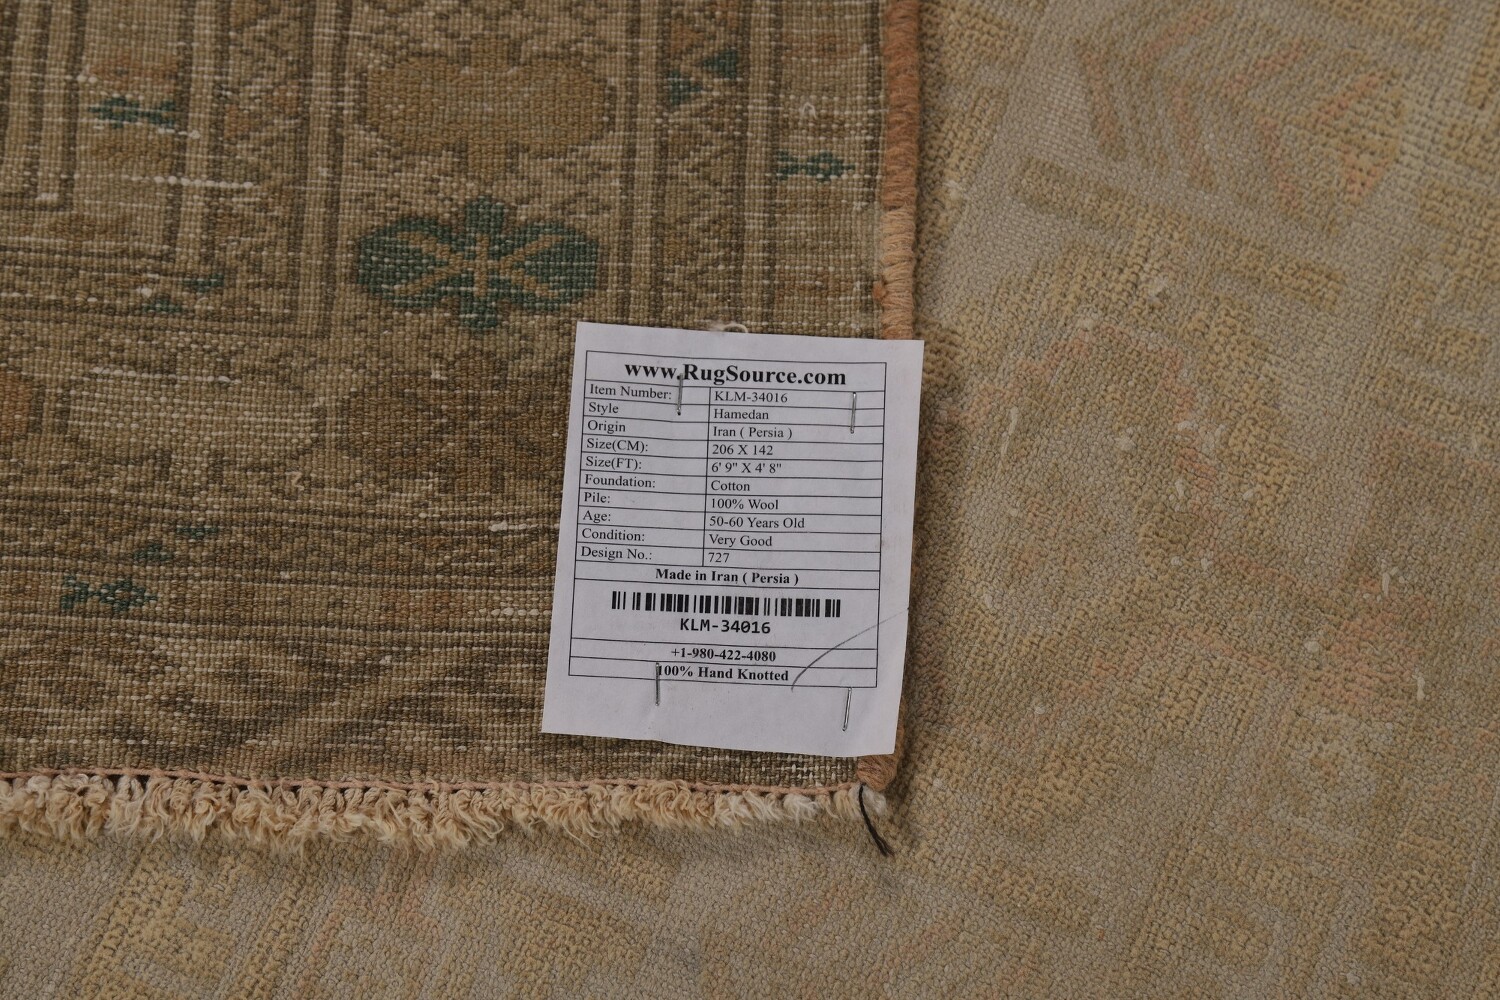 www.RugSource.com
Item Number: KLM-34016
Style Hamedan
Origin Iran ( Persia )
Size(CM): 206 X 142
Size(FT): 6' 9" X 4' 8"
Foundation: Cotton
Pile: 100% Wool
Age: 50-60 Years Old
Condition: Very Good
Design No.: 727
Made in Iran ( Persia )
KLM-34016
+1-980-422-4080
100% Hand Knotted